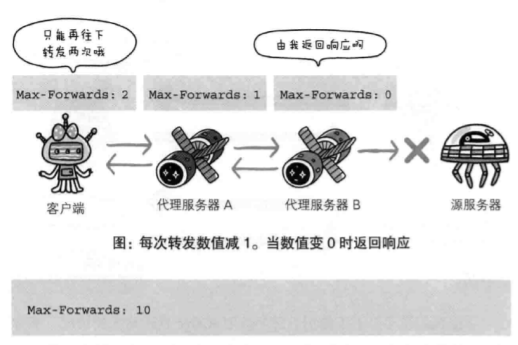 只能再往下
转发两次哦
由我返回响应啊
Max-Forwards: 2
Max-Forwards: 1
Max-Forwards: 0
客户端
代理服务器 A
代理服务器 B
源服务器
图：每次转发数值减 1。当数值变 0 时返回响应
Max-Forwards: 10